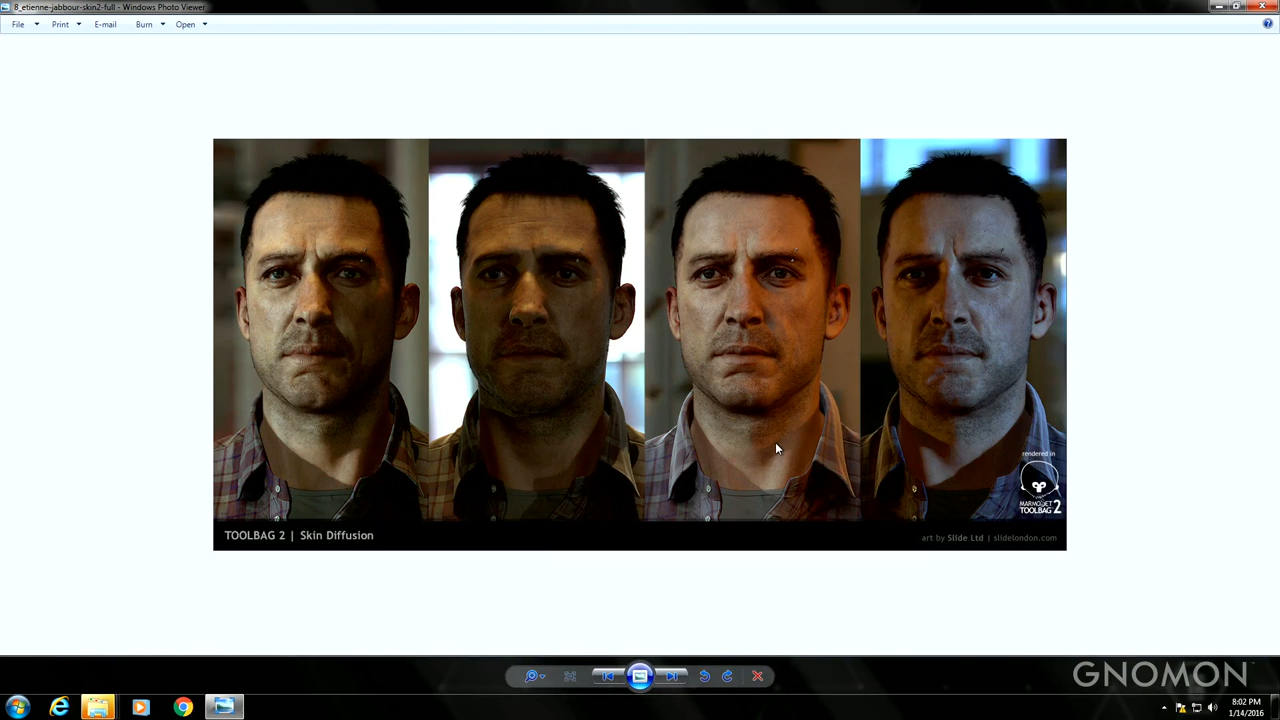 8_etienne-jabbour-skin2-full - Windows Photo Viewer
File Print E-mail Burn Open
rendered in
MARMOSET
TOOLBAG 2
TOOLBAG 2 | Skin Diffusion
art by Slide Ltd | slidelondon.com
GNOMON
8:02 PM
1/14/2016